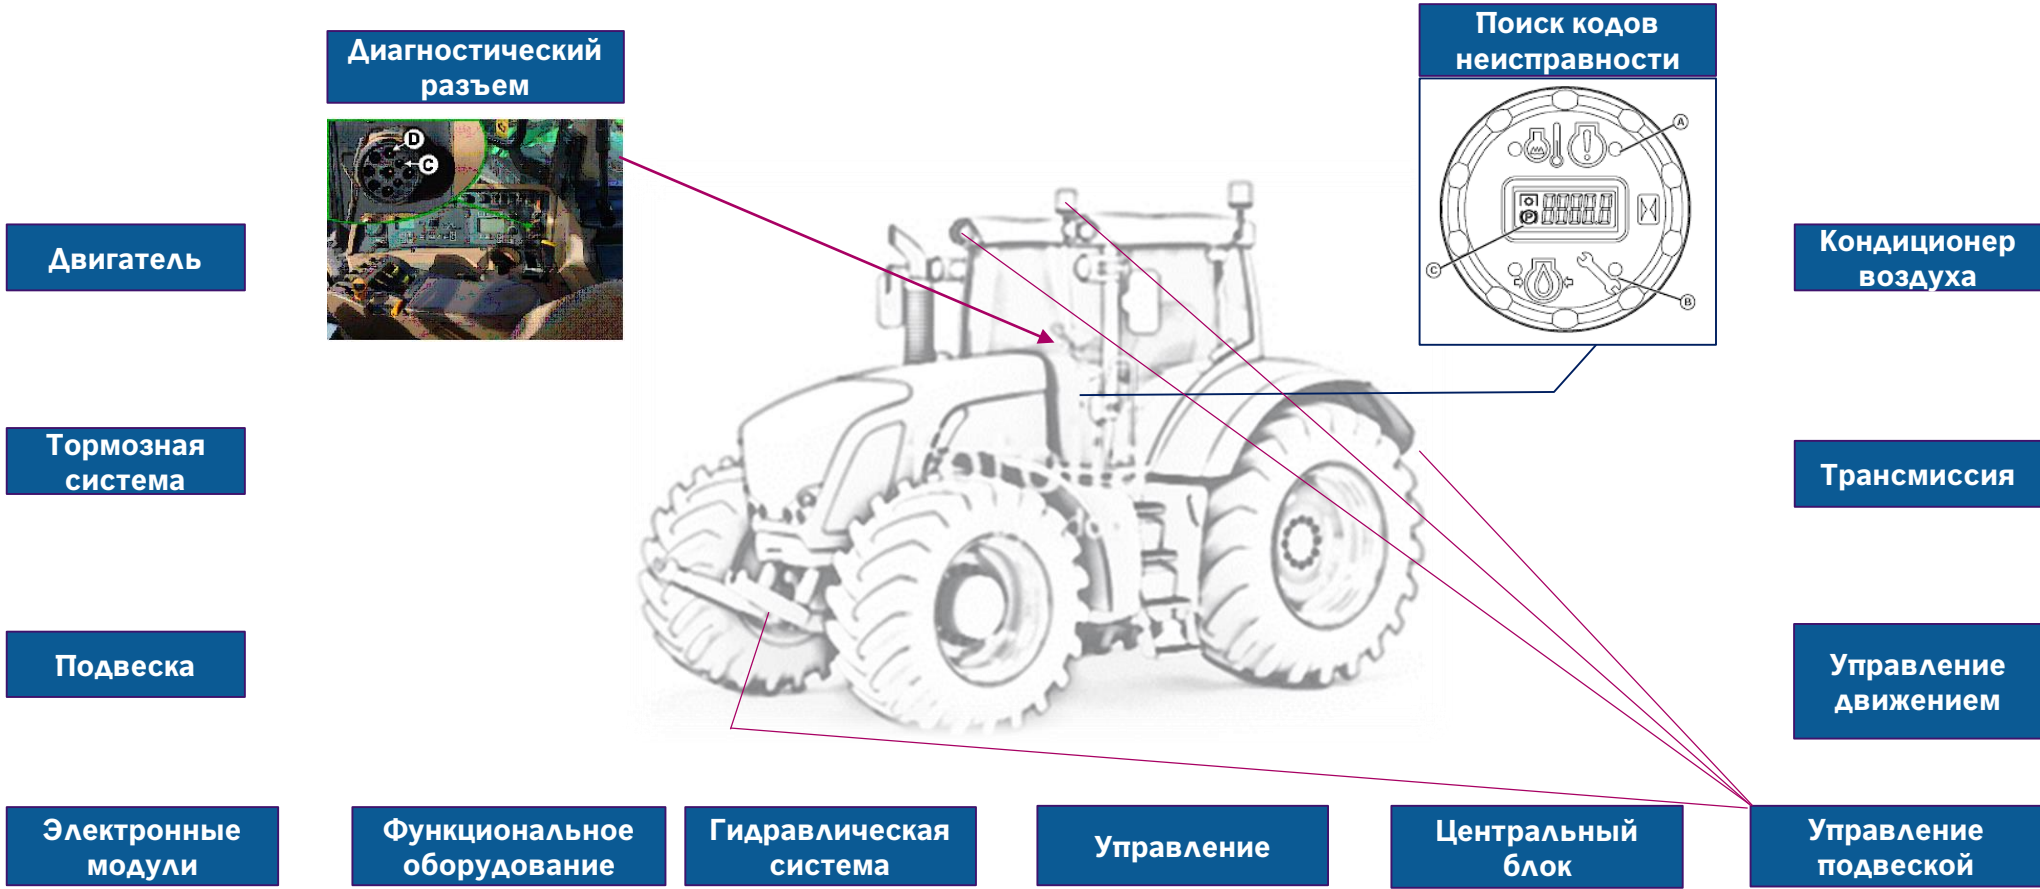 Поиск кодов
неисправности
Диагностический
разъем
D
C
A
P
C
B
Двигатель
Кондиционер
воздуха
Тормозная
система
Трансмиссия
Подвеска
Управление
движением
Электронные
модули
Функциональное
оборудование
Гидравлическая
система
Управление
Центральный
блок
Управление
подвеской